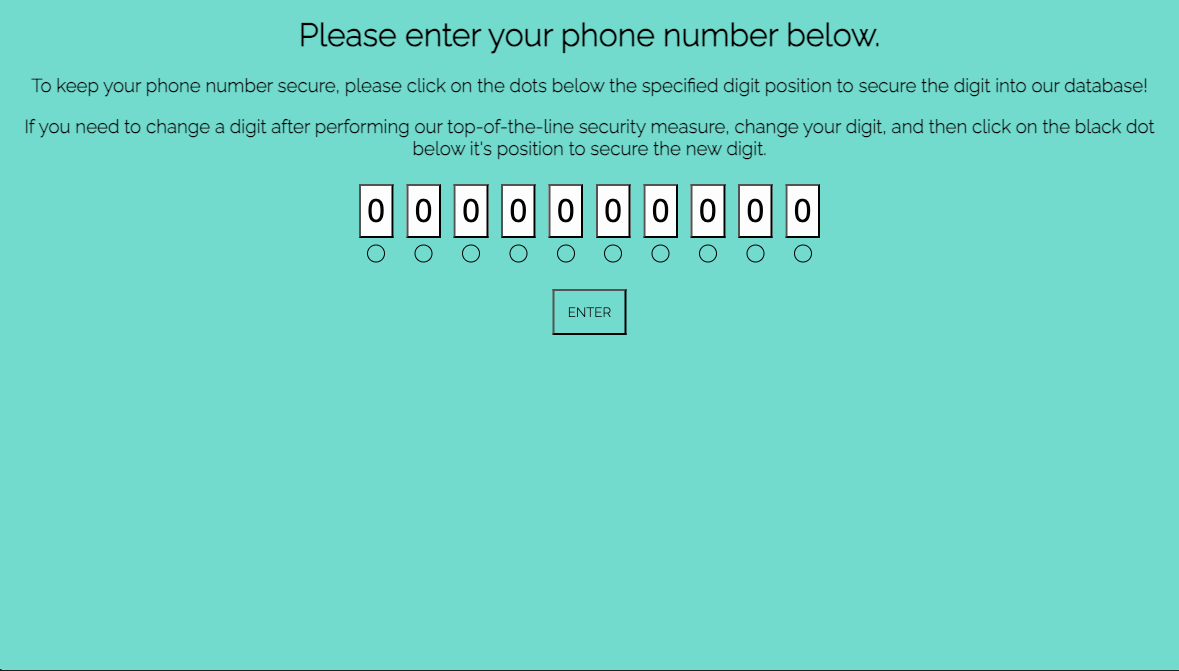 Please enter your phone number below.
To keep your phone number secure, please click on the dots below the specified digit position to secure the digit into our database!
If you need to change a digit after performing our top-of-the-line security measure, change your digit, and then click on the black dot
below it's position to secure the new digit.
0 0 0 0 0 0 0 0 0 0
ENTER